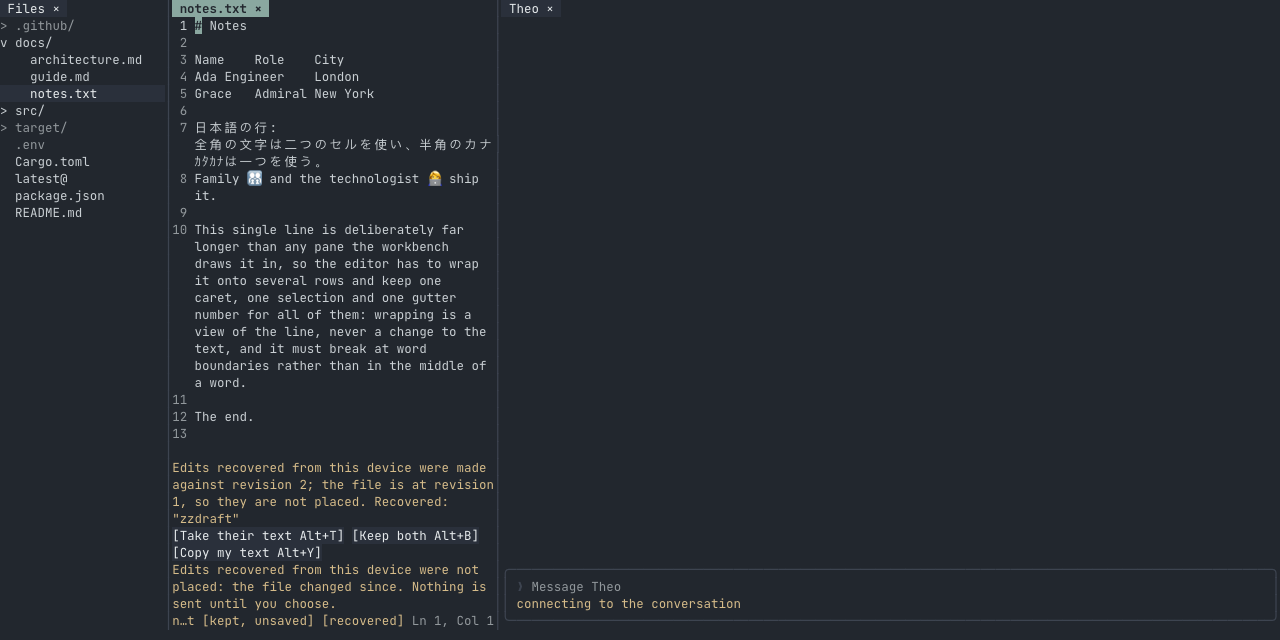 Files ×
> .github/
v docs/
architecture.md
guide.md
notes.txt
> src/
> target/
.env
Cargo.toml
latest@
package.json
README.md
notes.txt ×
1 # Notes
2
3 Name    Role    City
4 Ada Engineer    London
5 Grace   Admiral New York
6
7 日本語の行:
全角の文字は二つのセルを使い、半角のカナ
ｶﾀｶﾅは一つを使う。
8 Family 👪 and the technologist 🧑‍💻 ship
it.
9
10 This single line is deliberately far
longer than any pane the workbench
draws it in, so the editor has to wrap
it onto several rows and keep one
caret, one selection and one gutter
number for all of them: wrapping is a
view of the line, never a change to the
text, and it must break at word
boundaries rather than in the middle of
a word.
11
12 The end.
13
Edits recovered from this device were made
against revision 2; the file is at revision
1, so they are not placed. Recovered:
"zzdraft"
[Take their text Alt+T] [Keep both Alt+B]
[Copy my text Alt+Y]
Edits recovered from this device were not
placed: the file changed since. Nothing is
sent until you choose.
n…t [kept, unsaved] [recovered] Ln 1, Col 1
Theo ×
› Message Theo
connecting to the conversation